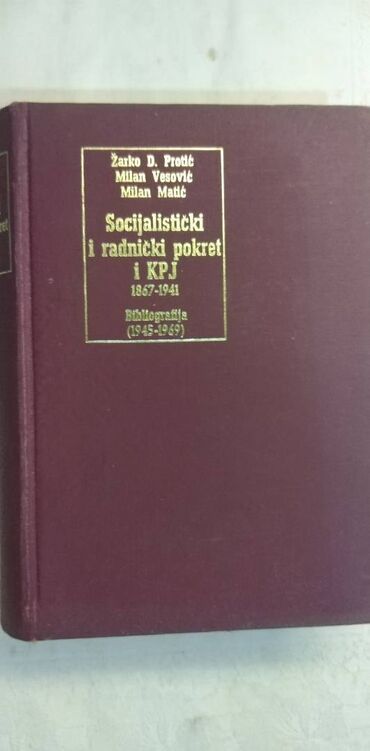 Žarko D. Protić
Milan Vesović
Milan Matić
Socijalistički
i radnički pokret
i KPJ
1867-1941
Bibliografija
(1945-1969)